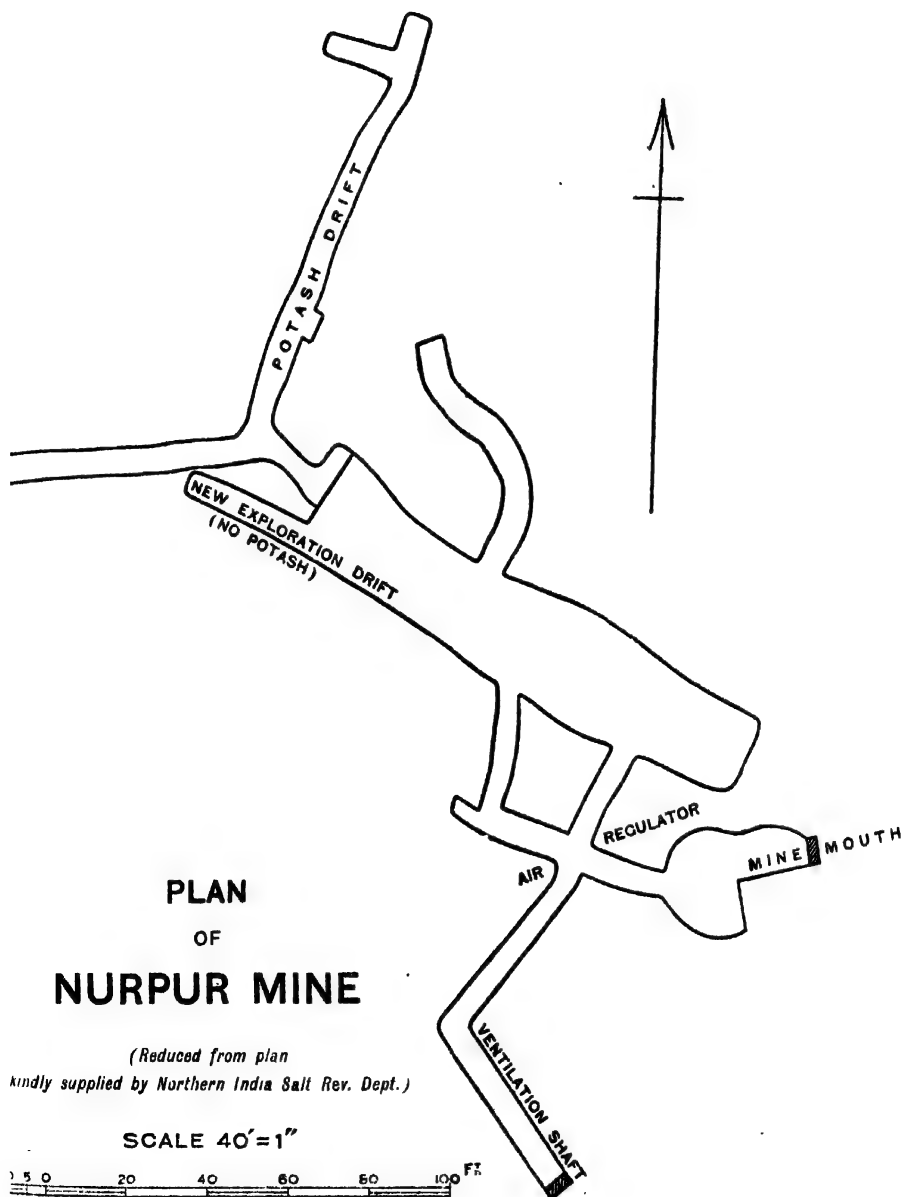 POTASH DRIFT
NEW EXPLORATION DRIFT
(NO POTASH)
REGULATOR
MINE MOUTH
AIR
PLAN
OF
NURPUR MINE
(Reduced from plan
kindly supplied by Northern India Salt Rev. Dept.)
VENTILATION SHAFT
SCALE 40'=1"
5 0 20 40 60 80 100 FT